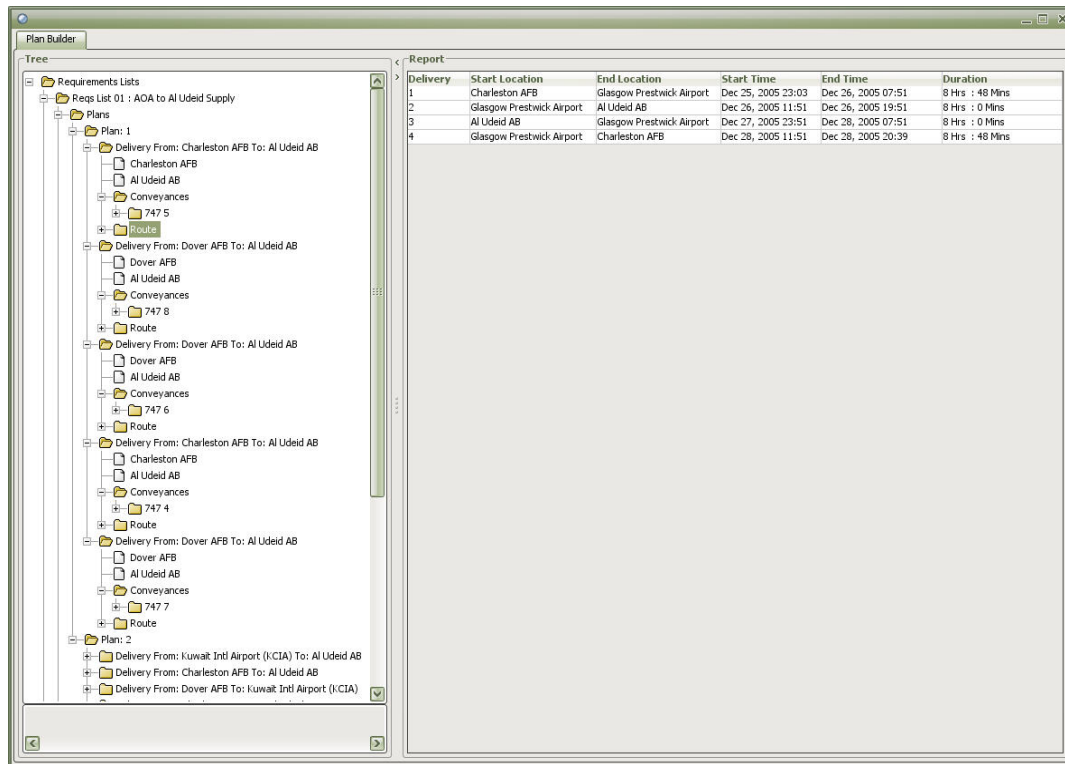 Plan Builder
Tree
Requirements Lists
Reqs List 01 : AOA to Al Udeid Supply
Plans
Plan: 1
Delivery From: Charleston AFB To: Al Udeid AB
Charleston AFB
Al Udeid AB
Conveyances
747 5
Route
Delivery From: Dover AFB To: Al Udeid AB
Dover AFB
Al Udeid AB
Conveyances
747 8
Route
Delivery From: Dover AFB To: Al Udeid AB
Dover AFB
Al Udeid AB
Conveyances
747 6
Route
Delivery From: Charleston AFB To: Al Udeid AB
Charleston AFB
Al Udeid AB
Conveyances
747 4
Route
Delivery From: Dover AFB To: Al Udeid AB
Dover AFB
Al Udeid AB
Conveyances
747 7
Route
Plan: 2
Delivery From: Kuwait Intl Airport (KCIA) To: Al Udeid AB
Delivery From: Charleston AFB To: Al Udeid AB
Delivery From: Dover AFB To: Kuwait Intl Airport (KCIA)
Report
Delivery Start Location End Location Start Time End Time Duration
1 Charleston AFB Glasgow Prestwick Airport Dec 25, 2005 23:03 Dec 26, 2005 07:51 8 Hrs : 48 Mins
2 Glasgow Prestwick Airport Al Udeid AB Dec 26, 2005 11:51 Dec 26, 2005 19:51 8 Hrs : 0 Mins
3 Al Udeid AB Glasgow Prestwick Airport Dec 27, 2005 23:51 Dec 28, 2005 07:51 8 Hrs : 0 Mins
4 Glasgow Prestwick Airport Charleston AFB Dec 28, 2005 11:51 Dec 28, 2005 20:39 8 Hrs : 48 Mins